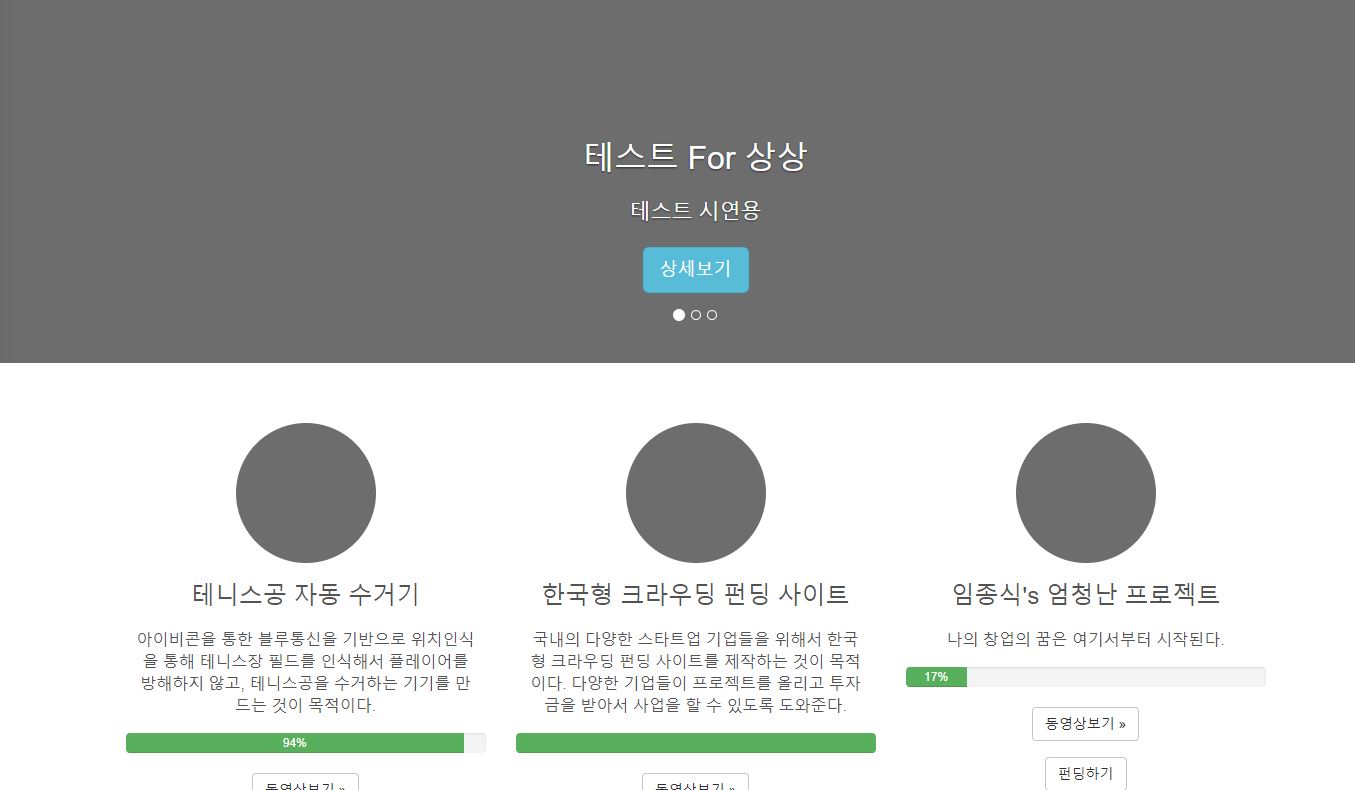 테스트 For 상상
테스트 시연용
상세보기
테니스공 자동 수거기
아이비콘을 통한 블루통신을 기반으로 위치인식
을 통해 테니스장 필드를 인식해서 플레이어를
방해하지 않고, 테니스공을 수거하는 기기를 만
드는 것이 목적이다.
94%
동영상보기 »
한국형 크라우딩 펀딩 사이트
국내의 다양한 스타트업 기업들을 위해서 한국
형 크라우딩 펀딩 사이트를 제작하는 것이 목적
이다. 다양한 기업들이 프로젝트를 올리고 투자
금을 받아서 사업을 할 수 있도록 도와준다.
동영상보기 »
임종식's 엄청난 프로젝트
나의 창업의 꿈은 여기서부터 시작된다.
17%
동영상보기 »
펀딩하기